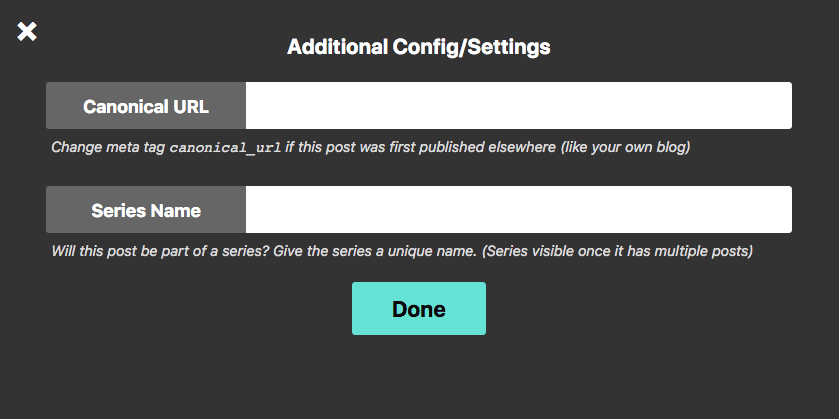 Additional Config/Settings
Canonical URL
Change meta tag canonical_url if this post was first published elsewhere (like your own blog)
Series Name
Will this post be part of a series? Give the series a unique name. (Series visible once it has multiple posts)
Done